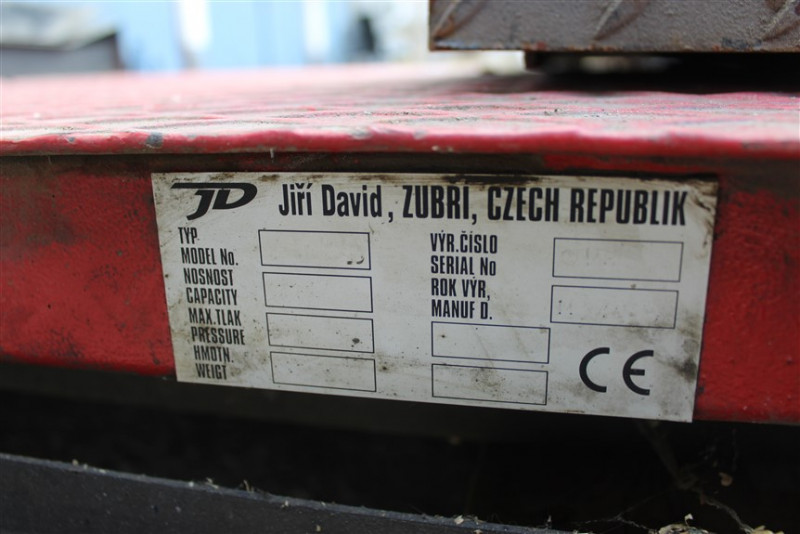 JD Jiří David, ZUBRI, CZECH REPUBLIK
TYP
MODEL No.
NOSNOST
CAPACITY
MAX.TLAK
PRESSURE
HMOTN.
WEIGT
VÝR.ČÍSLO
SERIAL No
ROK VÝR,
MANUF D.
CE